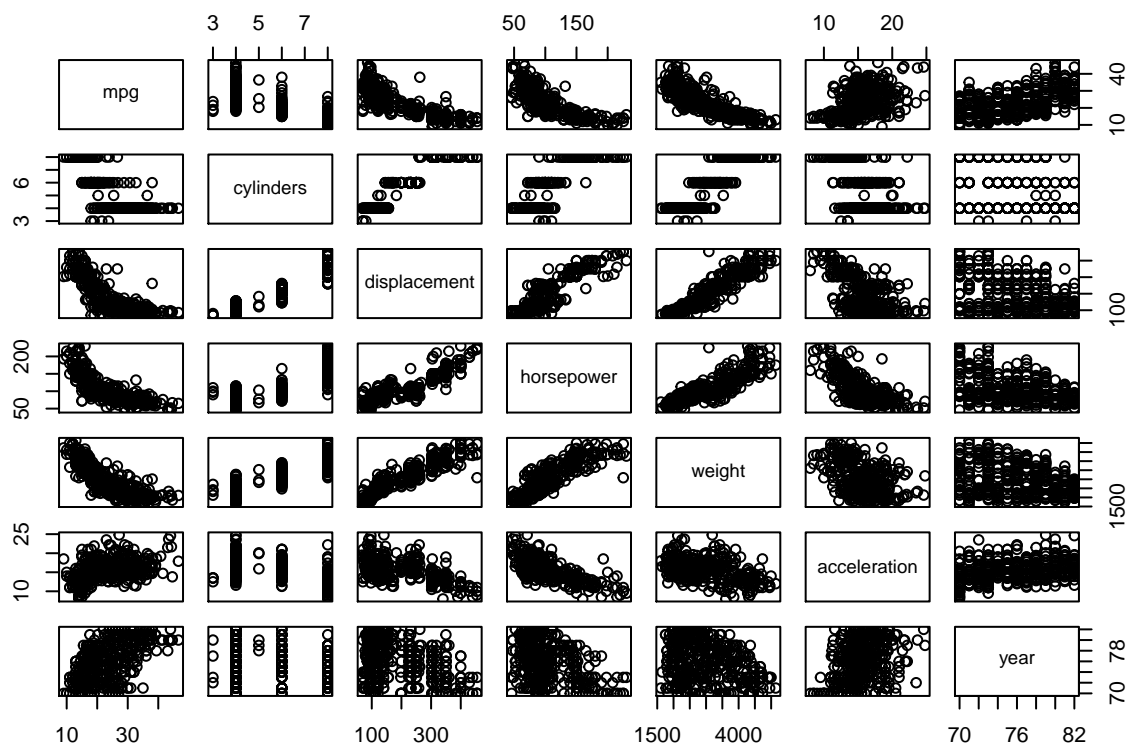 3 5 7
50 150
10 20
mpg
10 40
3 6
cylinders
displacement
100
50 200
horsepower
weight
1500
10 25
acceleration
year
70 78
10 30
100 300
1500 4000
70 76 82